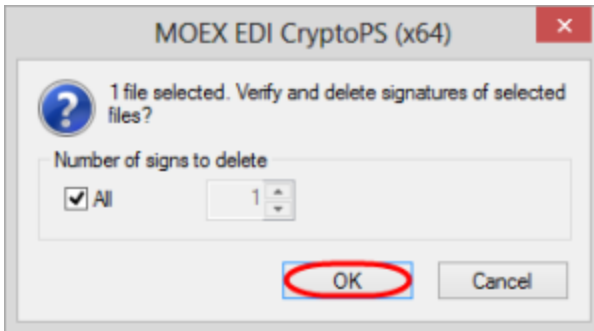 MOEX EDI CryptoPS (x64)
1 file selected. Verify and delete signatures of selected
files?
Number of signs to delete
All
1
OK
Cancel